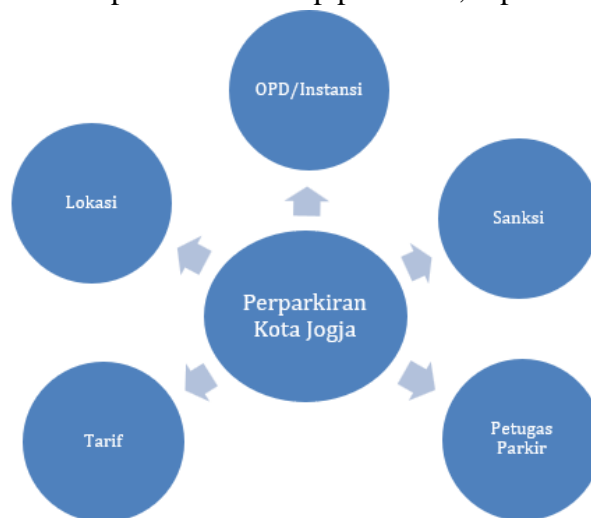 OPD/Instansi
Lokasi
Sanksi
Perparkiran
Kota Jogja
Tarif
Petugas
Parkir